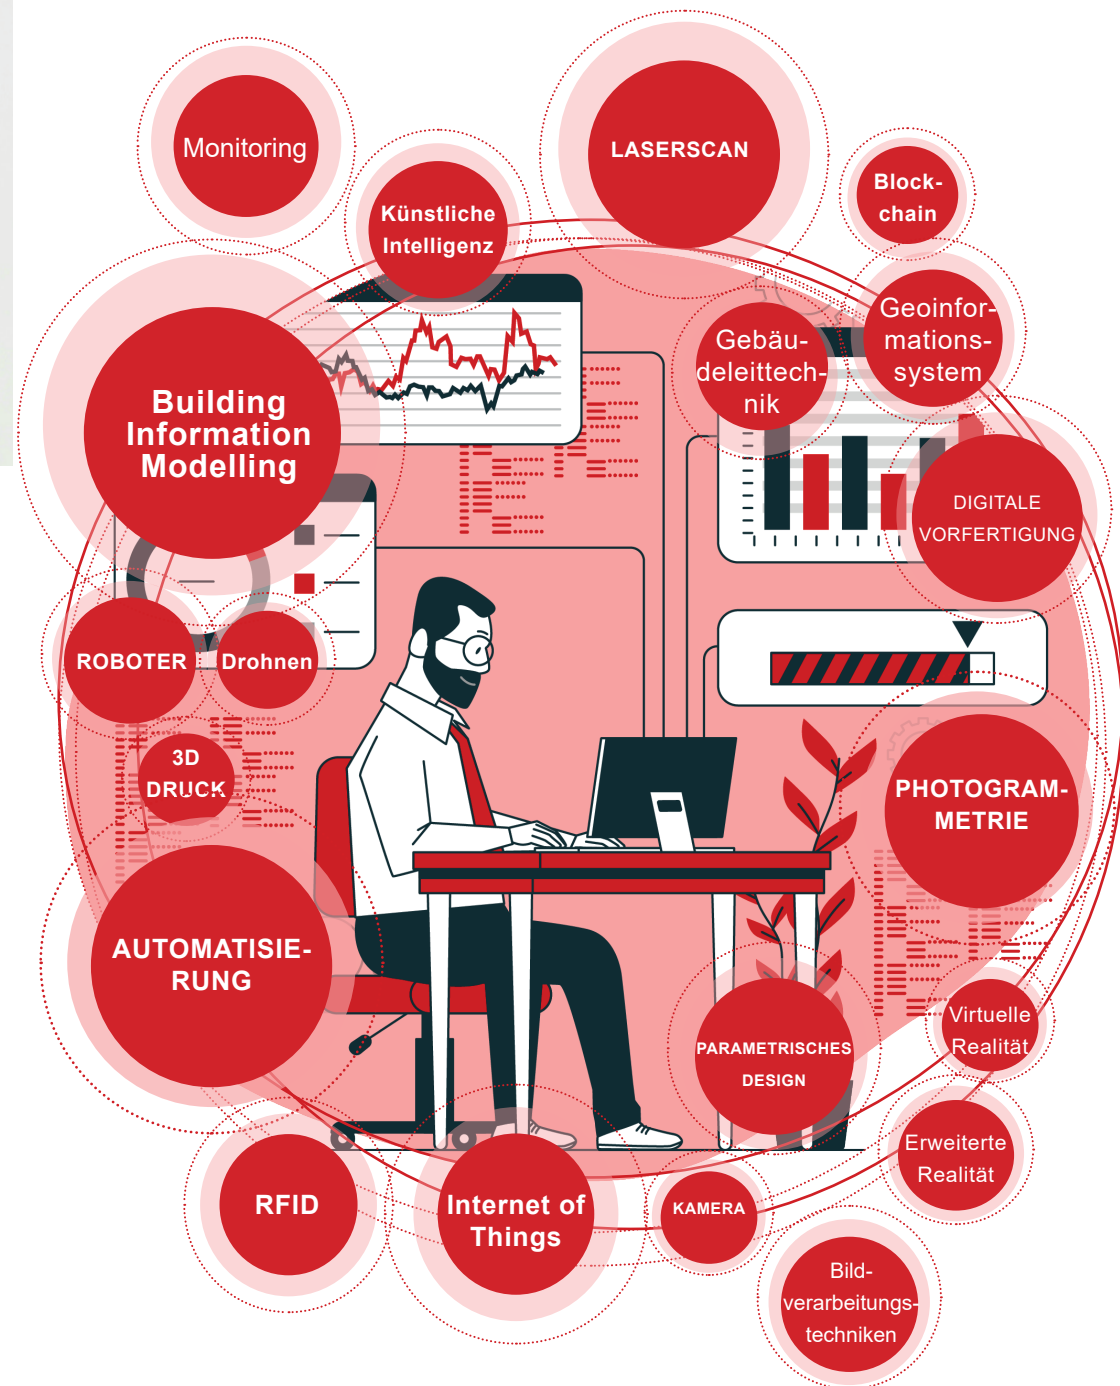 Monitoring
LASERSCAN
Künstliche
Intelligenz
Block-
chain
Geoinfor-
mations-
system
Gebäu-
deleittech-
nik
Building
Information
Modelling
DIGITALE
VORFERTIGUNG
ROBOTER
Drohnen
3D
DRUCK
PHOTOGRAM-
METRIE
AUTOMATISIE-
RUNG
Virtuelle
Realität
PARAMETRISCHES
DESIGN
Erweiterte
Realität
RFID
Internet of
Things
KAMERA
Bild-
verarbeitungs-
techniken